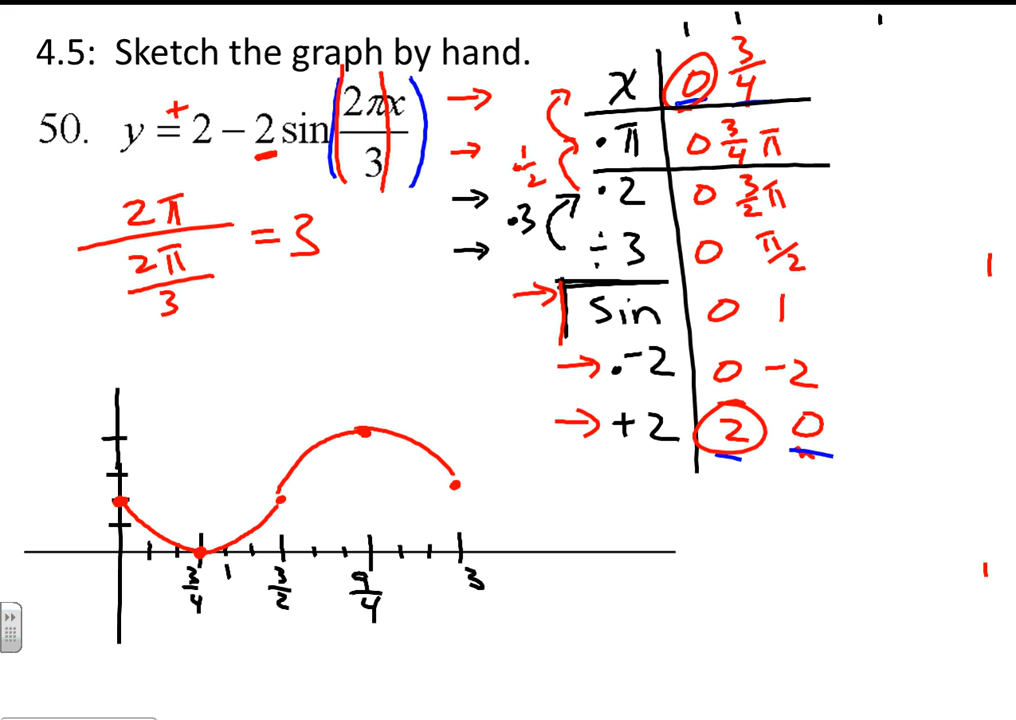 4.5: Sketch the graph by hand.
50. y = 2 − 2 sin(2πx/3)
+
2π / (2π/3) = 3
x 0 3/4
·π 0 3/4 π
1/2
·2 0 3/2 π
·3
÷3 0 π/2
sin 0 1
·-2 0 -2
+2 2 0
3/4 1 3/2 9/4 3